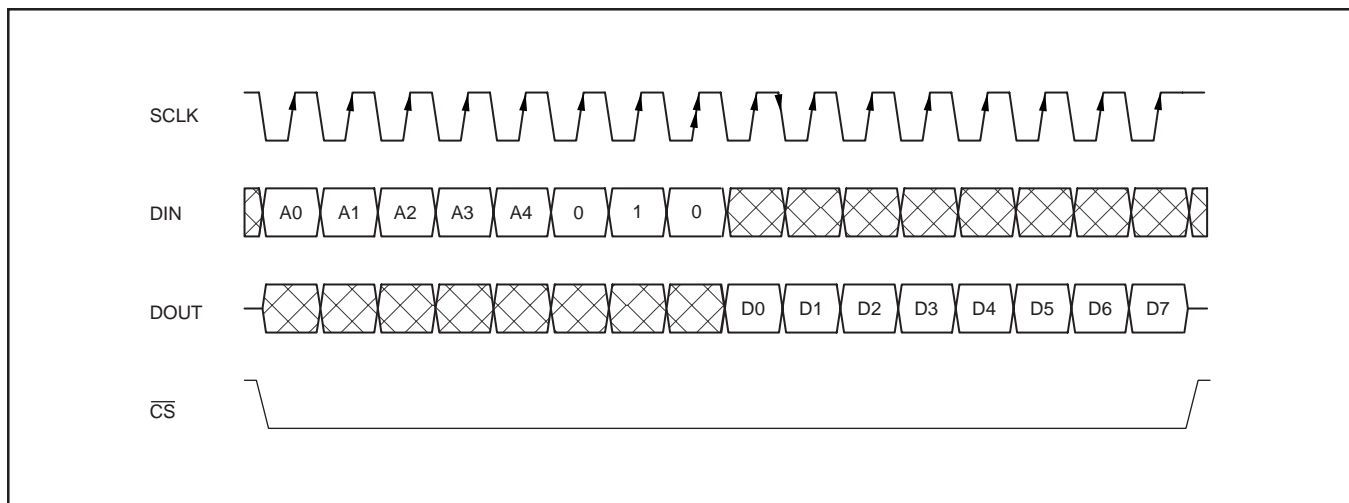 SCLK
DIN A0 A1 A2 A3 A4 0 1 0
DOUT D0 D1 D2 D3 D4 D5 D6 D7
C̅S̅